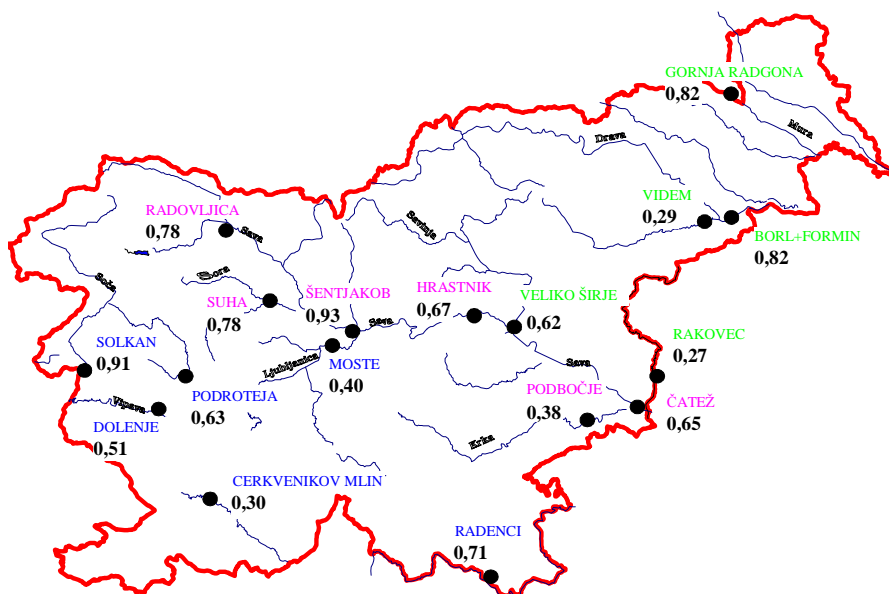 GORNJA RADGONA
0,82
Mura
Drava
VIDEM
0,29
BORL+FORMIN
0,82
RADOVLJICA
0,78
Sava
Savinja
Sora
Soča
SUHA
0,78
ŠENTJAKOB
0,93
Sava
HRASTNIK
0,67
VELIKO ŠIRJE
0,62
SOLKAN
0,91
Ljubljanica
MOSTE
0,40
Sava
RAKOVEC
0,27
PODROTEJA
0,63
Vipava
DOLENJE
0,51
PODBOČJE
0,38
ČATEŽ
0,65
Krka
CERKVENIKOV MLIN
0,30
RADENCI
0,71